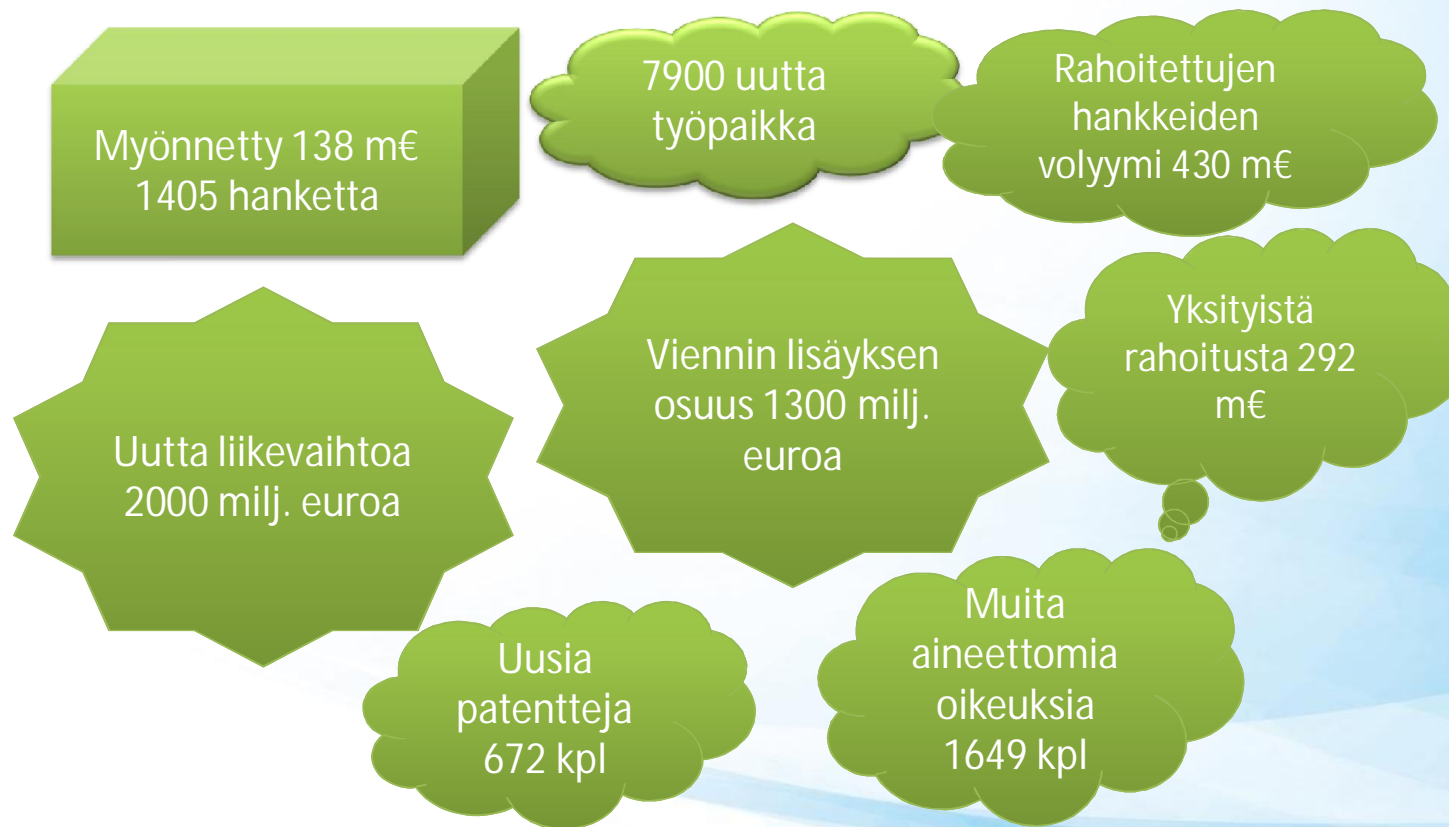 Myönnetty 138 m€
1405 hanketta
7900 uutta
työpaikka
Rahoitettujen
hankkeiden
volyymi 430 m€
Uutta liikevaihtoa
2000 milj. euroa
Viennin lisäyksen
osuus 1300 milj.
euroa
Yksityistä
rahoitusta 292
m€
Uusia
patentteja
672 kpl
Muita
aineettomia
oikeuksia
1649 kpl